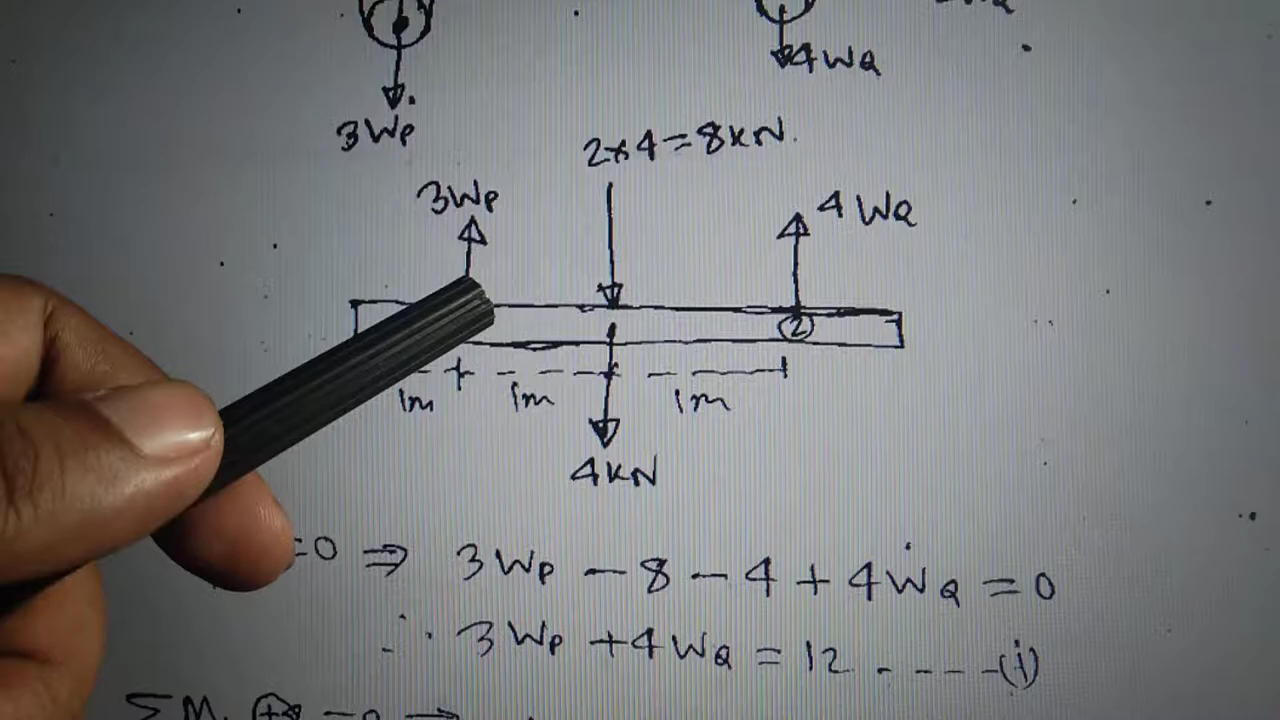 4WQ
3WP
2*4=8kN.
3WP
4WQ
2
1m 1m 1m
4kN
=0 ⇒ 3WP - 8 - 4 + 4WQ = 0
∴ 3WP + 4WQ = 12 - - - - (i)